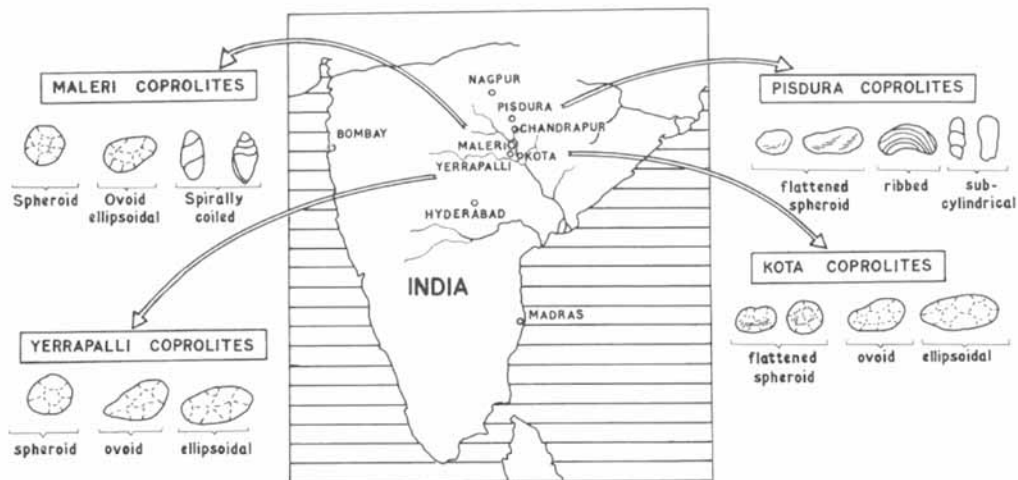 MALERI COPROLITES
Spheroid
Ovoid
ellipsoidal
Spirally
coiled
YERRAPALLI COPROLITES
spheroid
ovoid
ellipsoidal
NAGPUR
PISDURA
CHANDRAPUR
BOMBAY
MALERI
KOTA
YERRAPALLI
HYDERABAD
INDIA
MADRAS
PISDURA COPROLITES
flattened
spheroid
ribbed
sub-
cylindrical
KOTA COPROLITES
flattened
spheroid
ovoid
ellipsoidal